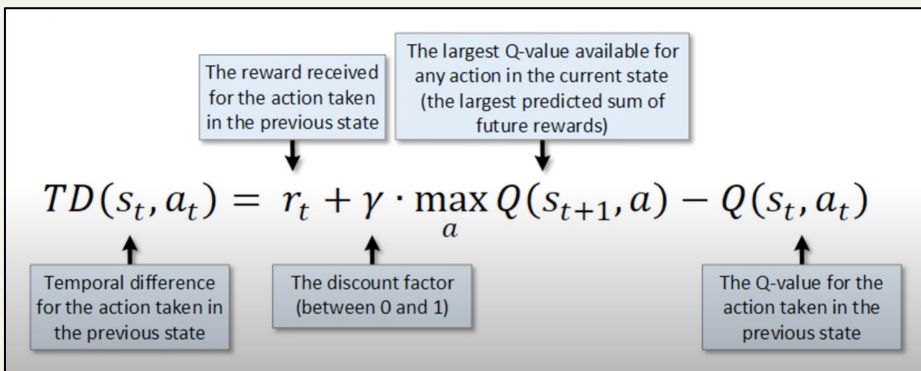 The reward received
for the action taken
in the previous state
The largest Q-value available for
any action in the current state
(the largest predicted sum of
future rewards)
TD(s_t, a_t) = r_t + γ · max_a Q(s_{t+1}, a) − Q(s_t, a_t)
Temporal difference
for the action taken in
the previous state
The discount factor
(between 0 and 1)
The Q-value for the
action taken in the
previous state